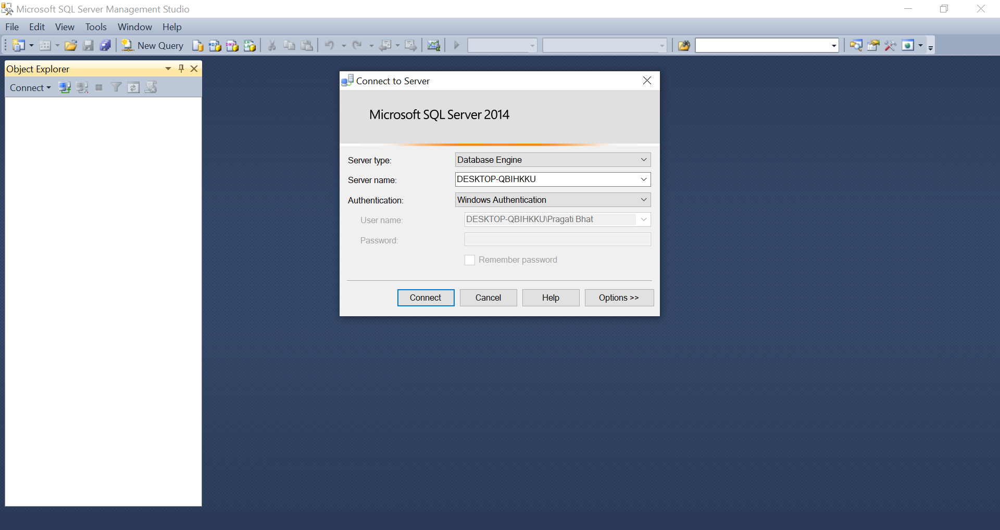 Microsoft SQL Server Management Studio
File Edit View Tools Window Help
New Query
Object Explorer
Connect
Connect to Server
Microsoft SQL Server 2014
Server type: Database Engine
Server name: DESKTOP-QBIHKKU
Authentication: Windows Authentication
User name: DESKTOP-QBIHKKU\Pragati Bhat
Password:
Remember password
Connect Cancel Help Options >>